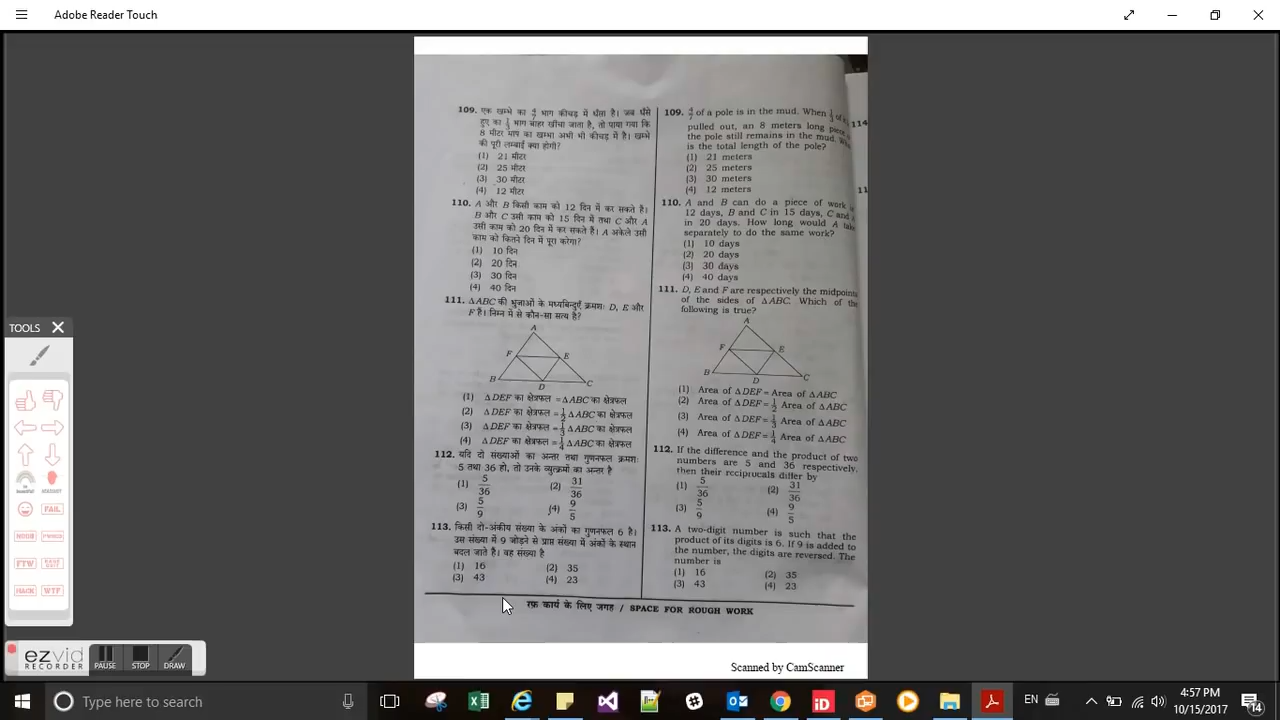 Adobe Reader Touch
109. एक खम्भे का 4/7 भाग कीचड़ में धँसा है। जब धँसे
हुए का 1/3 भाग बाहर खींचा जाता है, तो पाया गया कि
8 मीटर माप का खम्भा अभी भी कीचड़ में है। खम्भे
की पूरी लम्बाई क्या होगी?
(1) 21 मीटर
(2) 25 मीटर
(3) 30 मीटर
(4) 12 मीटर
110. A और B किसी काम को 12 दिन में कर सकते हैं।
B और C उसी काम को 15 दिन में तथा C और A
उसी काम को 20 दिन में कर सकते हैं। A अकेले उसी
काम को कितने दिन में पूरा करेगा?
(1) 10 दिन
(2) 20 दिन
(3) 30 दिन
(4) 40 दिन
111. ΔABC की भुजाओं के मध्यबिन्दुएँ क्रमशः D, E और
F हैं। निम्न में से कौन-सा सत्य है?
A
F E
B D C
(1) ΔDEF का क्षेत्रफल =ΔABC का क्षेत्रफल
(2) ΔDEF का क्षेत्रफल =1/2 ΔABC का क्षेत्रफल
(3) ΔDEF का क्षेत्रफल =1/3 ΔABC का क्षेत्रफल
(4) ΔDEF का क्षेत्रफल =1/4 ΔABC का क्षेत्रफल
112. यदि दो संख्याओं का अन्तर तथा गुणनफल क्रमशः
5 तथा 36 हो, तो उनके व्युत्क्रमों का अन्तर है
(1) 5/36 (2) 31/36
(3) 5/9 (4) 9/5
113. किसी दो-अंकीय संख्या के अंकों का गुणनफल 6 है।
उस संख्या में 9 जोड़ने से प्राप्त संख्या में अंकों के स्थान
बदल जाते हैं। वह संख्या है
(1) 16 (2) 35
(3) 43 (4) 23
109. 4/7 of a pole is in the mud. When 1/3 of
pulled out, an 8 meters long piece
the pole still remains in the mud.
is the total length of the pole?
(1) 21 meters
(2) 25 meters
(3) 30 meters
(4) 12 meters
110. A and B can do a piece of work
12 days, B and C in 15 days, C and
in 20 days. How long would A take
separately to do the same work?
(1) 10 days
(2) 20 days
(3) 30 days
(4) 40 days
111. D, E and F are respectively the midpoints
of the sides of ΔABC. Which of the
following is true?
A
F E
B D C
(1) Area of ΔDEF=Area of ΔABC
(2) Area of ΔDEF=1/2 Area of ΔABC
(3) Area of ΔDEF=1/3 Area of ΔABC
(4) Area of ΔDEF=1/4 Area of ΔABC
112. If the difference and the product of two
numbers are 5 and 36 respectively,
then their reciprocals differ by
(1) 5/36 (2) 31/36
(3) 5/9 (4) 9/5
113. A two-digit number is such that the
product of its digits is 6. If 9 is added to
the number, the digits are reversed. The
number is
(1) 16 (2) 35
(3) 43 (4) 23
114
11
रफ़ कार्य के लिए जगह / SPACE FOR ROUGH WORK
Scanned by CamScanner
TOOLS
FAIL
NOOB
FTW
HACK WTF
ezvid
RECORDER
PAUSE STOP DRAW
Type here to search
EN
4:57 PM
10/15/2017
14